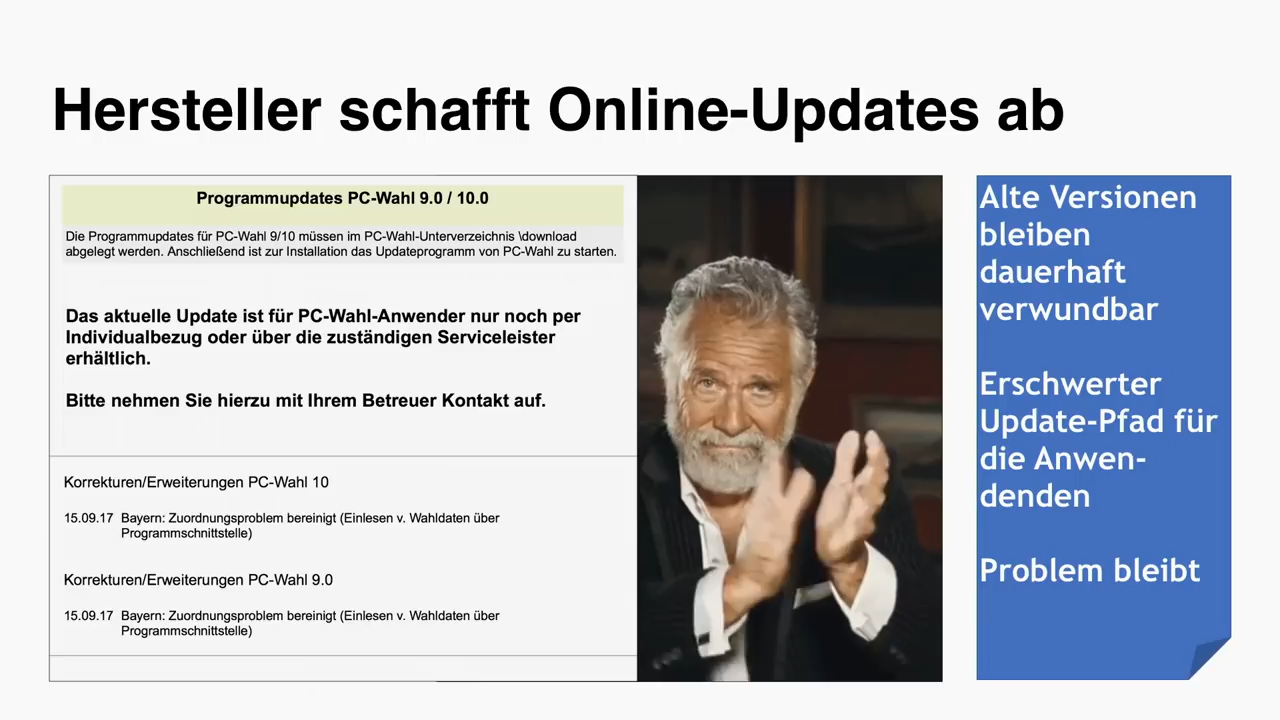 Hersteller schafft Online-Updates ab
Programmupdates PC-Wahl 9.0 / 10.0
Die Programmupdates für PC-Wahl 9/10 müssen im PC-Wahl-Unterverzeichnis \download
abgelegt werden. Anschließend ist zur Installation das Updateprogramm von PC-Wahl zu starten.
Das aktuelle Update ist für PC-Wahl-Anwender nur noch per
Individualbezug oder über die zuständigen Serviceleister
erhältlich.
Bitte nehmen Sie hierzu mit Ihrem Betreuer Kontakt auf.
Korrekturen/Erweiterungen PC-Wahl 10
15.09.17 Bayern: Zuordnungsproblem bereinigt (Einlesen v. Wahldaten über
Programmschnittstelle)
Korrekturen/Erweiterungen PC-Wahl 9.0
15.09.17 Bayern: Zuordnungsproblem bereinigt (Einlesen v. Wahldaten über
Programmschnittstelle)
Alte Versionen
bleiben
dauerhaft
verwundbar
Erschwerter
Update-Pfad für
die Anwen-
denden
Problem bleibt